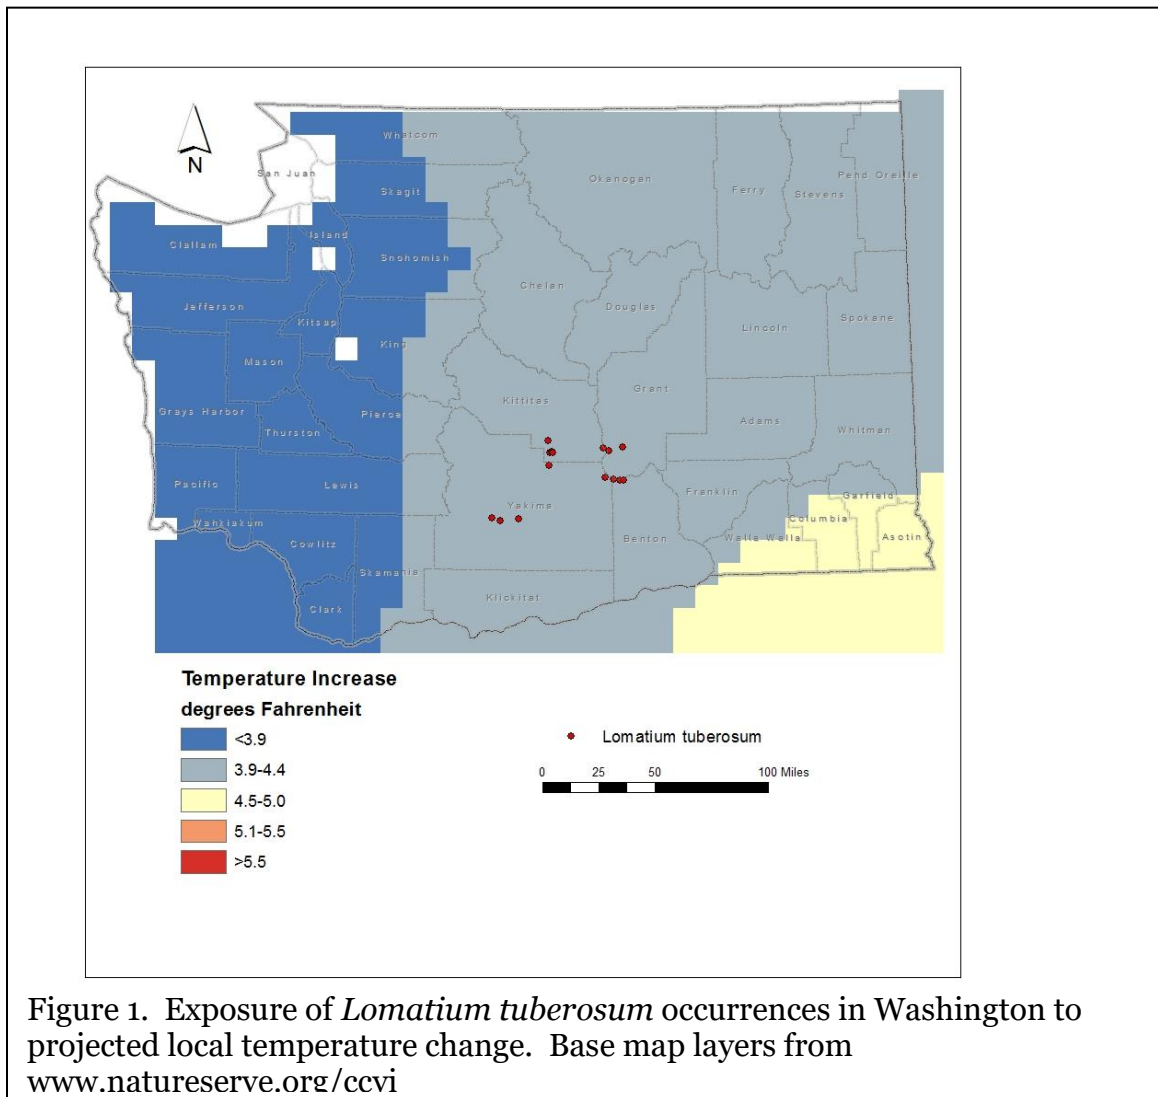 N
San Juan
Whatcom
Skagit
Okanogan
Ferry
Stevens
Pend Oreille
Clallam
Island
Snohomish
Chelan
Douglas
Jefferson
Kitsap
King
Lincoln
Spokane
Mason
Grays Harbor
Thurston
Pierce
Kittitas
Grant
Adams
Whitman
Pacific
Lewis
Wahkiakum
Cowlitz
Yakima
Franklin
Benton
Walla Walla
Columbia
Garfield
Asotin
Skamania
Clark
Klickitat
Temperature Increase
degrees Fahrenheit
<3.9
3.9-4.4
4.5-5.0
5.1-5.5
>5.5
Lomatium tuberosum
0 25 50 100 Miles
Figure 1. Exposure of Lomatium tuberosum occurrences in Washington to
projected local temperature change. Base map layers from
www.natureserve.org/ccvi